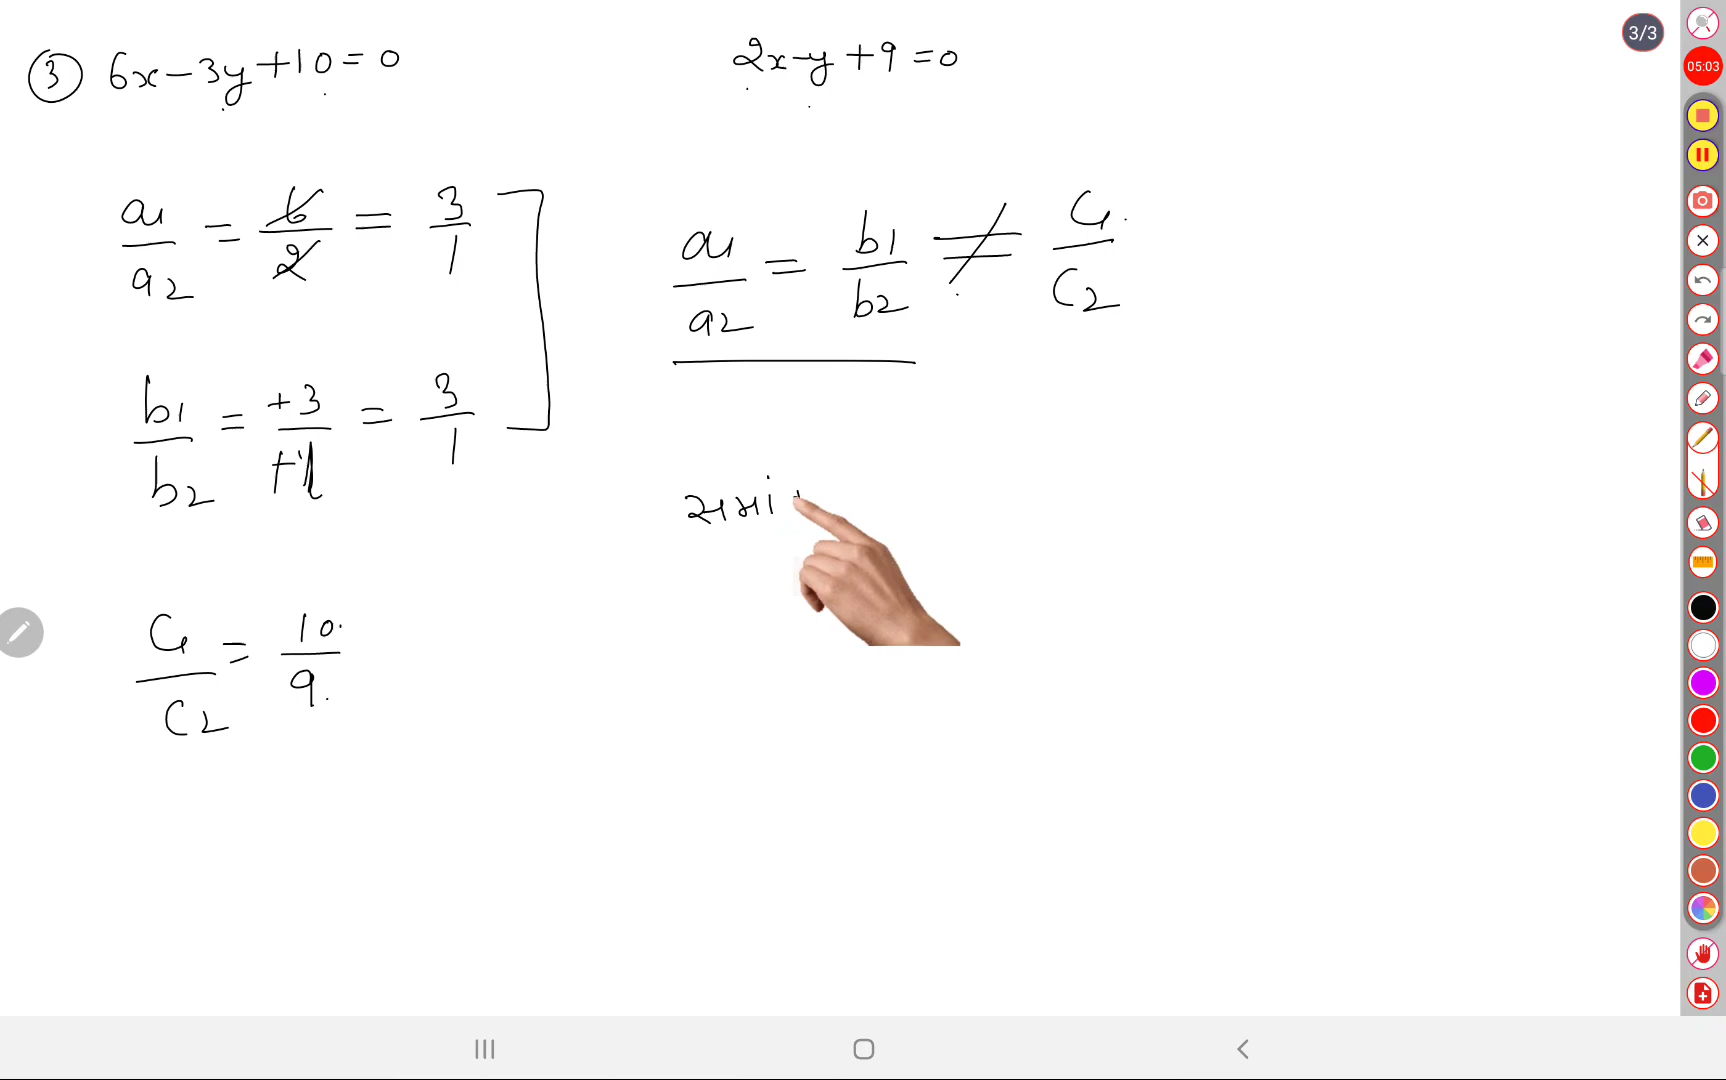 ③ 6x-3y+10=0
2x-y+9=0
a1/a2 = 6/2 = 3/1
a1/a2 = b1/b2 ≠ C1/C2
b1/b2 = +3/+1 = 3/1
સમાં
C1/C2 = 10/9
3/3
05:03